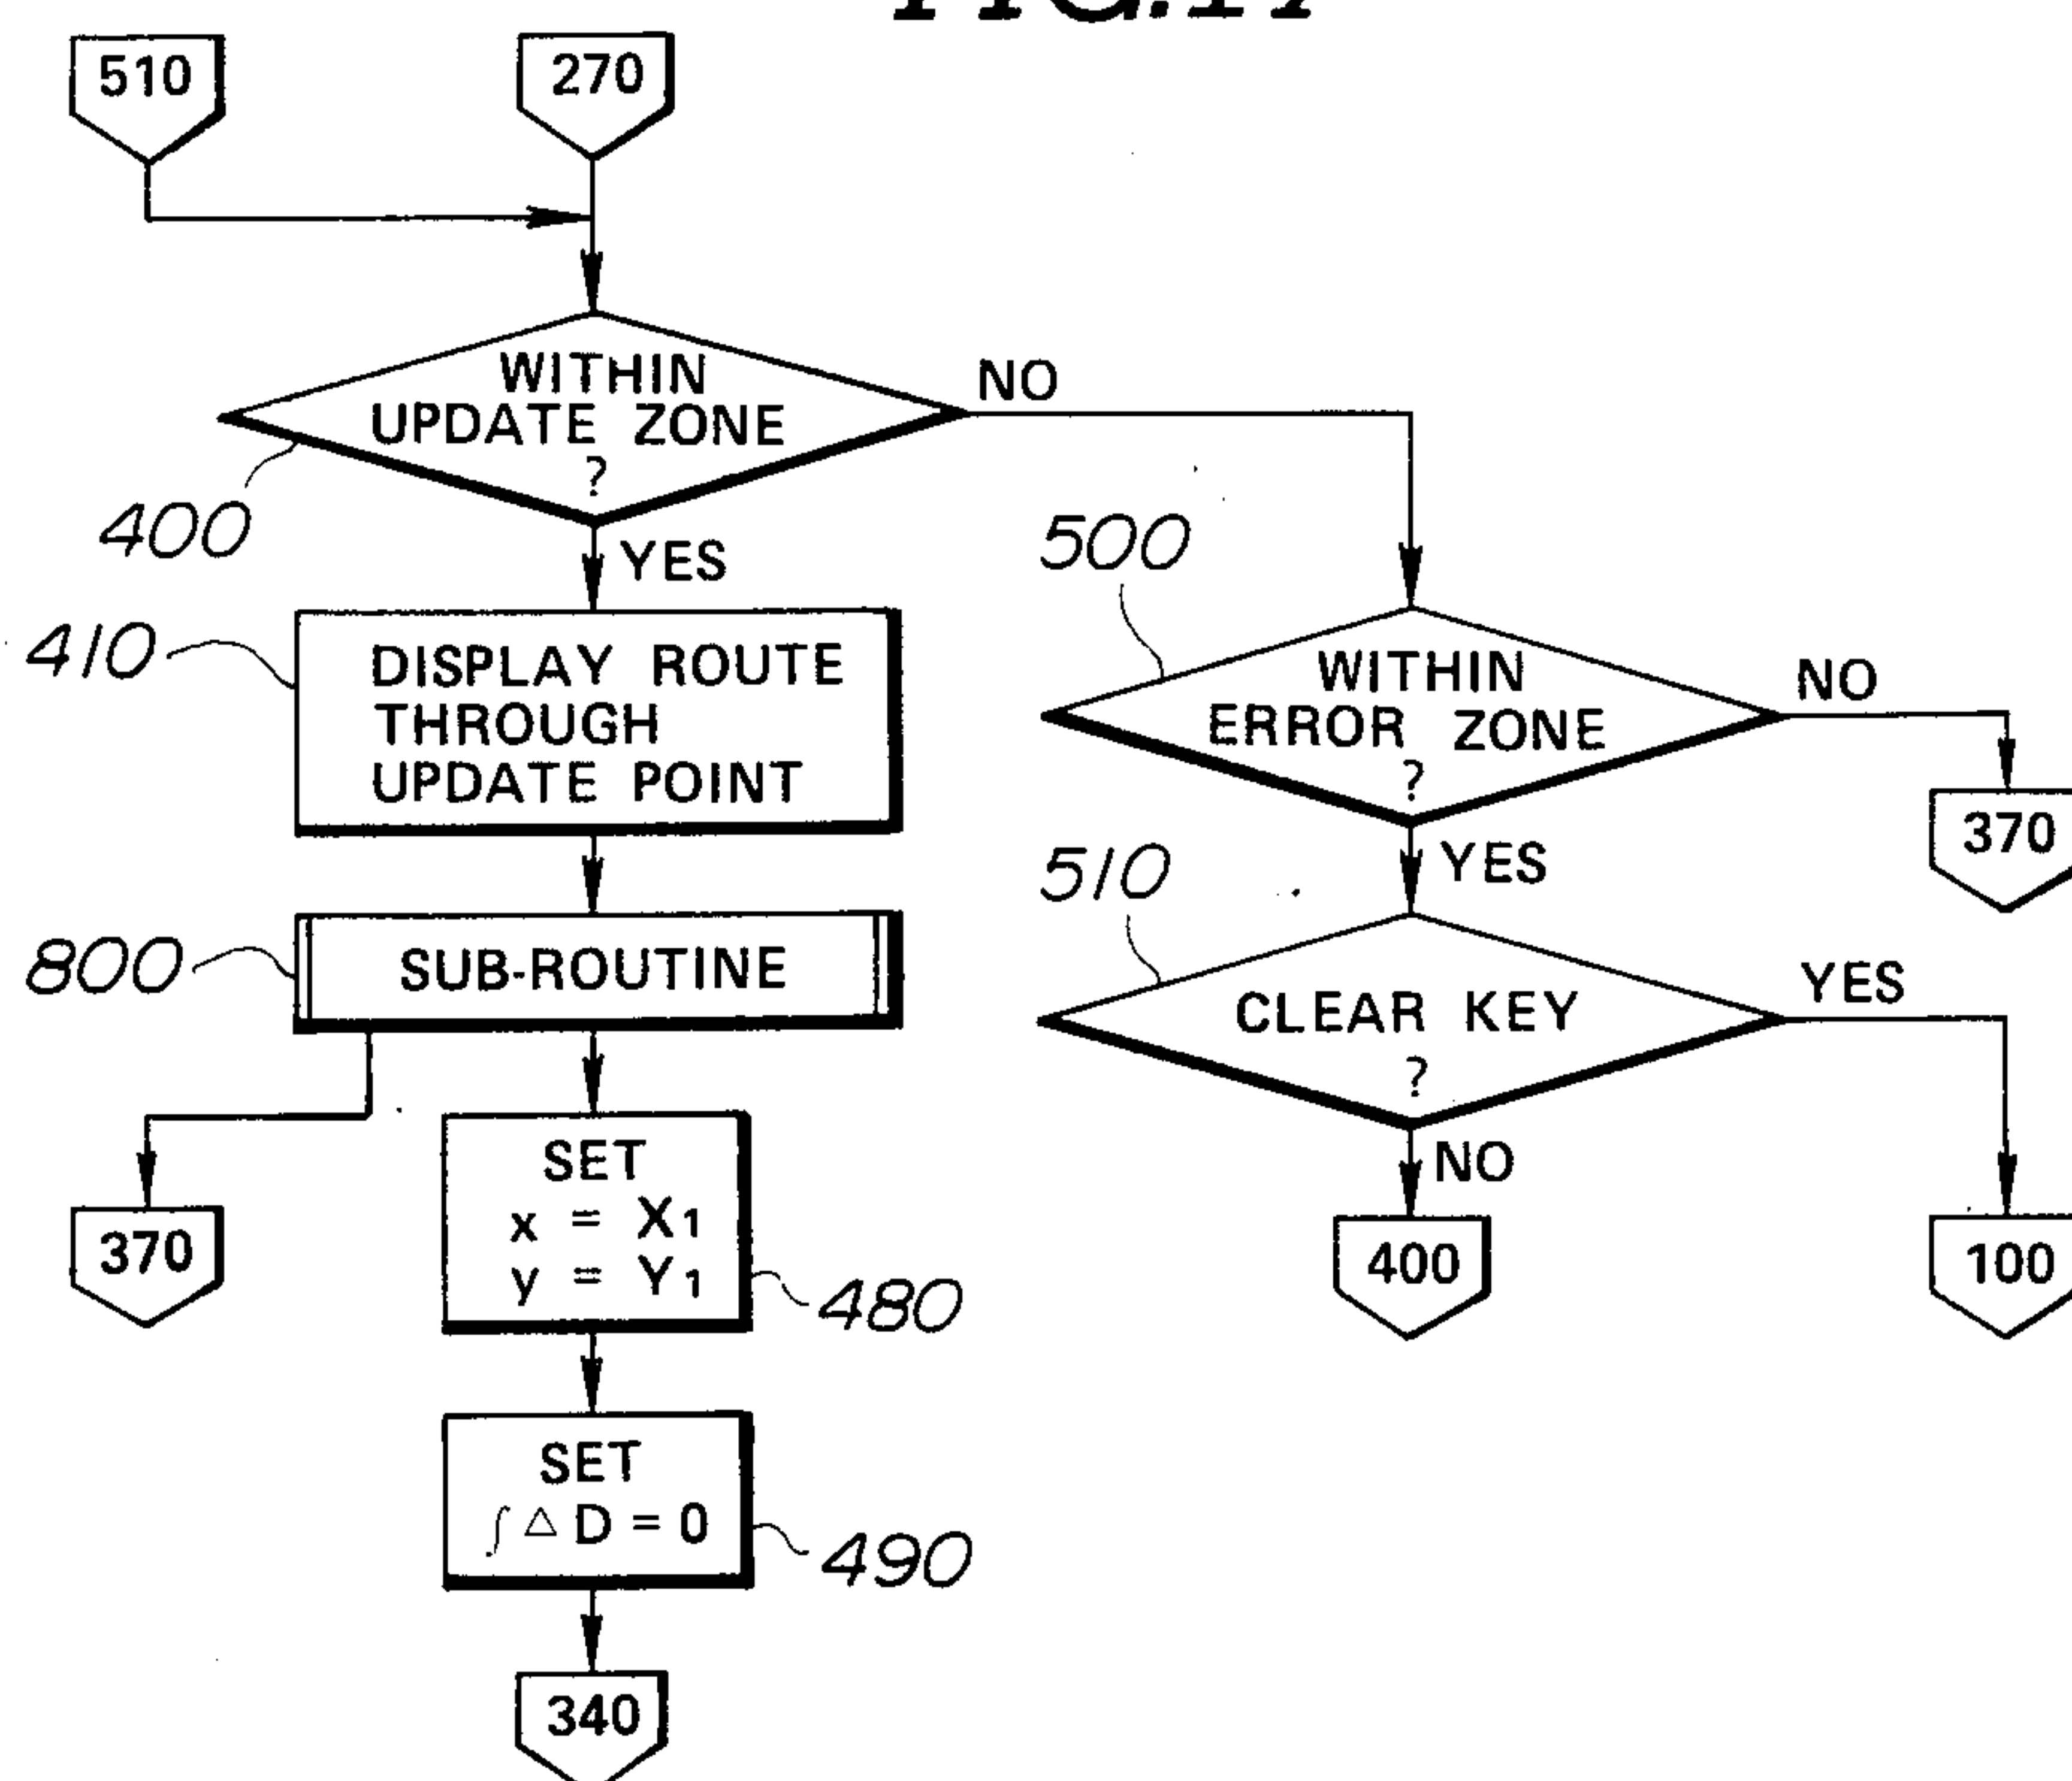 510
270
WITHIN
UPDATE ZONE
?
NO
400
YES
500
410
DISPLAY ROUTE
THROUGH
UPDATE POINT
WITHIN
ERROR ZONE
?
NO
370
YES
510
800
SUB-ROUTINE
CLEAR KEY
?
YES
NO
370
SET
x = X1
y = Y1
480
400
100
SET
∫ △ D = 0
490
340